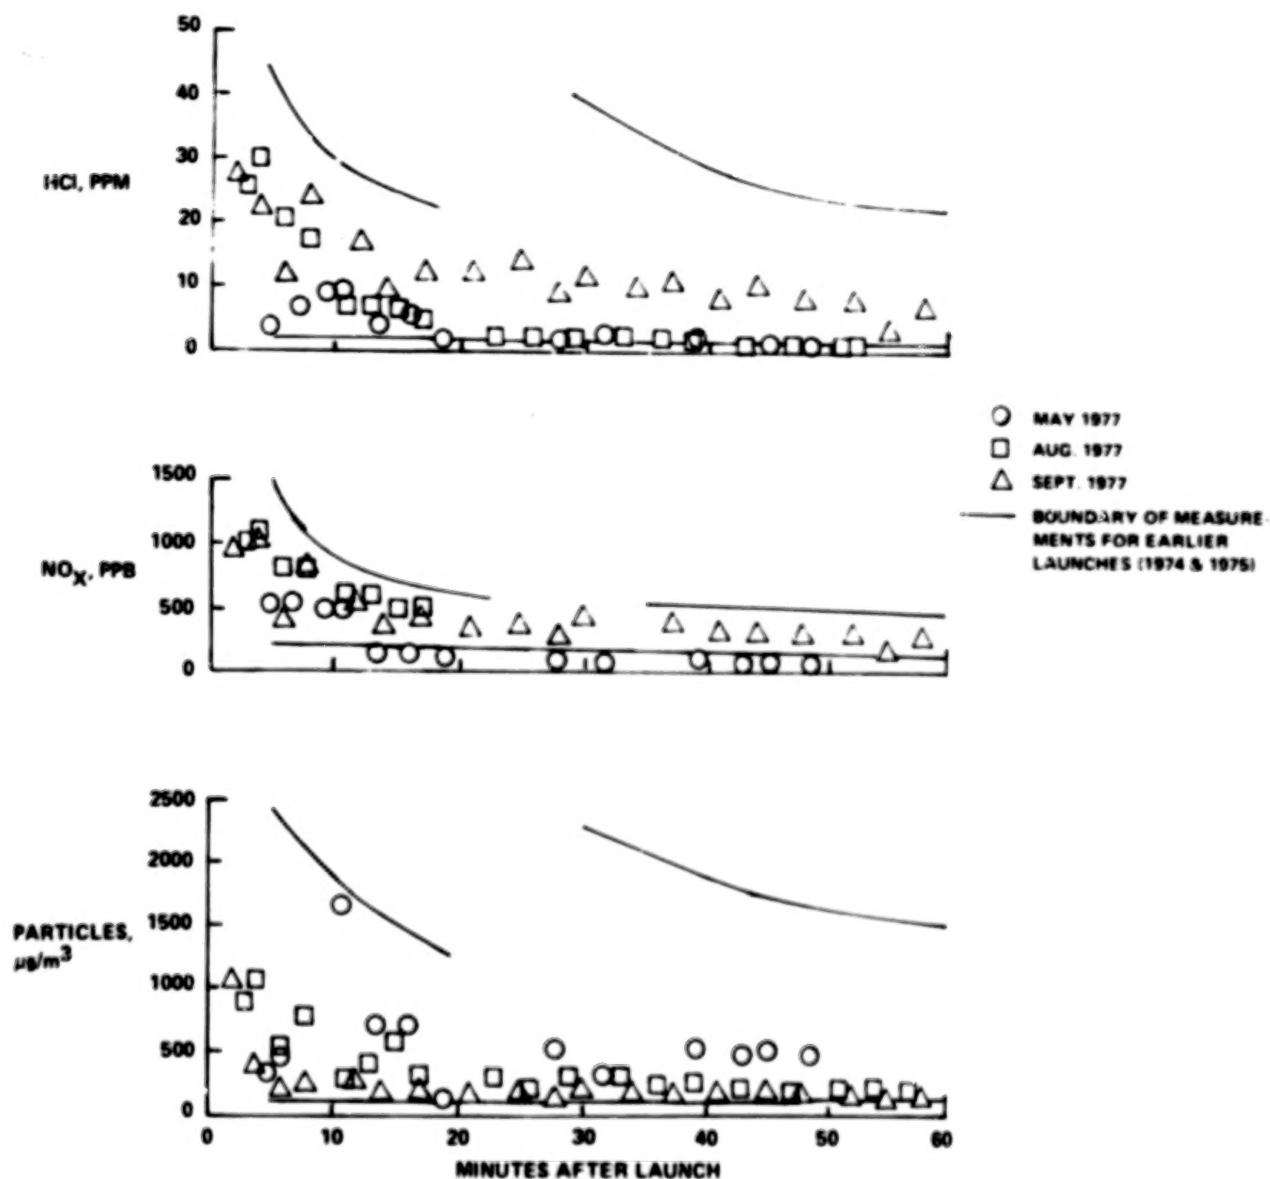 50
40
30
HCl, PPM
20
10
0
MAY 1977
AUG. 1977
SEPT. 1977
BOUNDARY OF MEASURE-
MENTS FOR EARLIER
LAUNCHES (1974 & 1975)
1500
1000
NOX, PPB
500
0
2500
2000
1500
PARTICLES,
µg/m3
1000
500
0
0 10 20 30 40 50 60
MINUTES AFTER LAUNCH